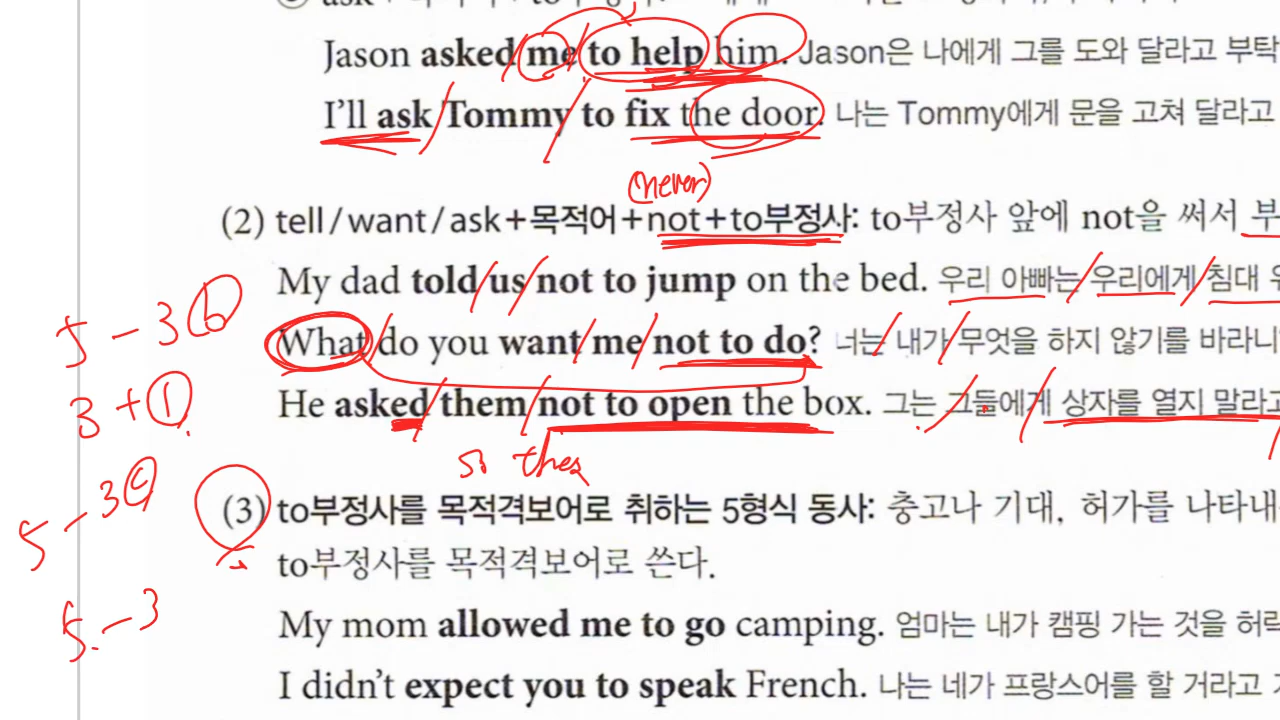 Jason asked me to help him. Jason은 나에게 그를 도와 달라고 부탁
I'll ask Tommy to fix the door. 나는 Tommy에게 문을 고쳐 달라고
(never)
(2) tell/want/ask+목적어+not+to부정사: to부정사 앞에 not을 써서 부
My dad told us not to jump on the bed. 우리 아빠는 우리에게 침대
5-3ⓑ
What do you want me not to do? 너는 내가 무엇을 하지 않기를 바라니
3+①
He asked them not to open the box. 그는 그들에게 상자를 열지 말라고
5-3ⓒ
(3) to부정사를 목적격보어로 취하는 5형식 동사: 충고나 기대, 허가를 나타내
to부정사를 목적격보어로 쓴다.
5-3
My mom allowed me to go camping. 엄마는 내가 캠핑 가는 것을 허락
I didn't expect you to speak French. 나는 네가 프랑스어를 할 거라고